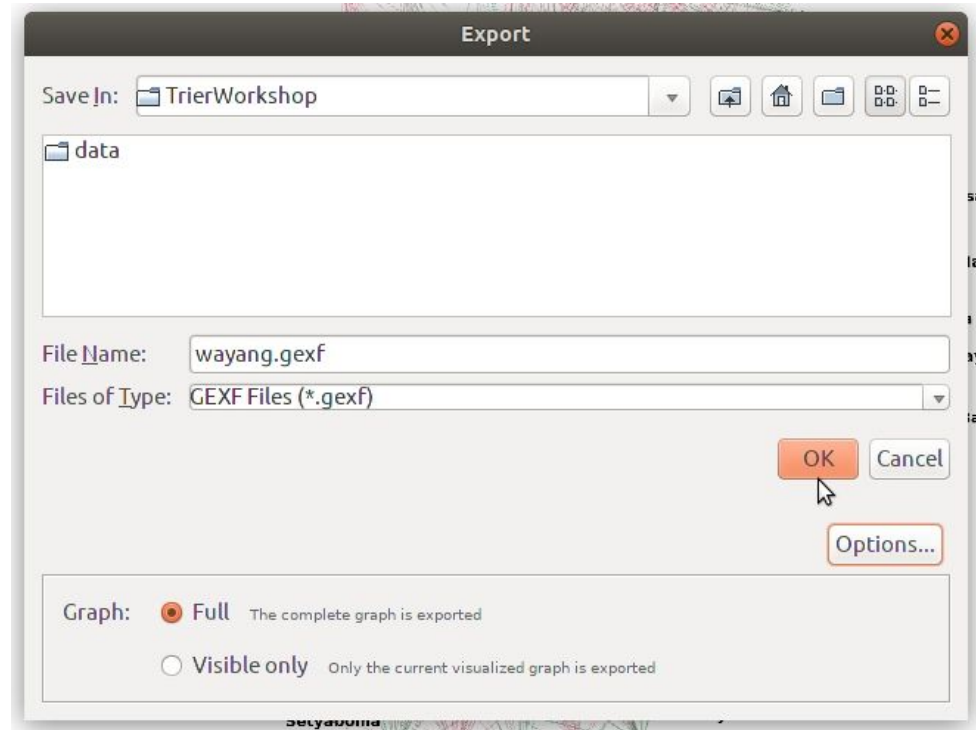 Export
Save In: TrierWorkshop
data
File Name: wayang.gexf
Files of Type: GEXF Files (*.gexf)
OK Cancel
Options...
Graph: Full The complete graph is exported
Visible only Only the current visualized graph is exported